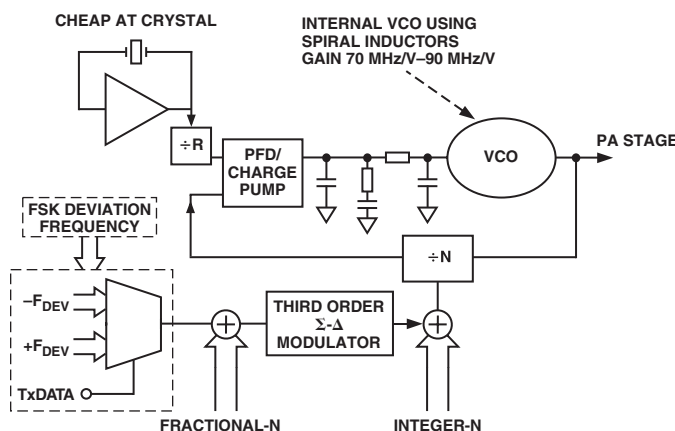 CHEAP AT CRYSTAL
INTERNAL VCO USING
SPIRAL INDUCTORS
GAIN 70 MHz/V–90 MHz/V
÷R
PFD/
CHARGE
PUMP
VCO
PA STAGE
FSK DEVIATION
FREQUENCY
÷N
–FDEV
+FDEV
TxDATA
THIRD ORDER
Σ-Δ
MODULATOR
FRACTIONAL-N
INTEGER-N